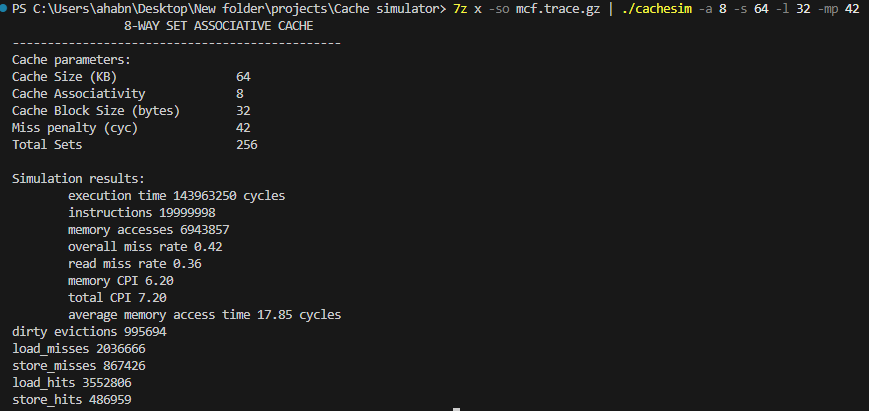 PS C:\Users\ahabn\Desktop\New folder\projects\Cache simulator> 7z x -so mcf.trace.gz | ./cachesim -a 8 -s 64 -l 32 -mp 42
8-WAY SET ASSOCIATIVE CACHE
-----------------------------------------------
Cache parameters:
Cache Size (KB) 64
Cache Associativity 8
Cache Block Size (bytes) 32
Miss penalty (cyc) 42
Total Sets 256
Simulation results:
execution time 143963250 cycles
instructions 19999998
memory accesses 6943857
overall miss rate 0.42
read miss rate 0.36
memory CPI 6.20
total CPI 7.20
average memory access time 17.85 cycles
dirty evictions 995694
load_misses 2036666
store_misses 867426
load_hits 3552806
store_hits 486959